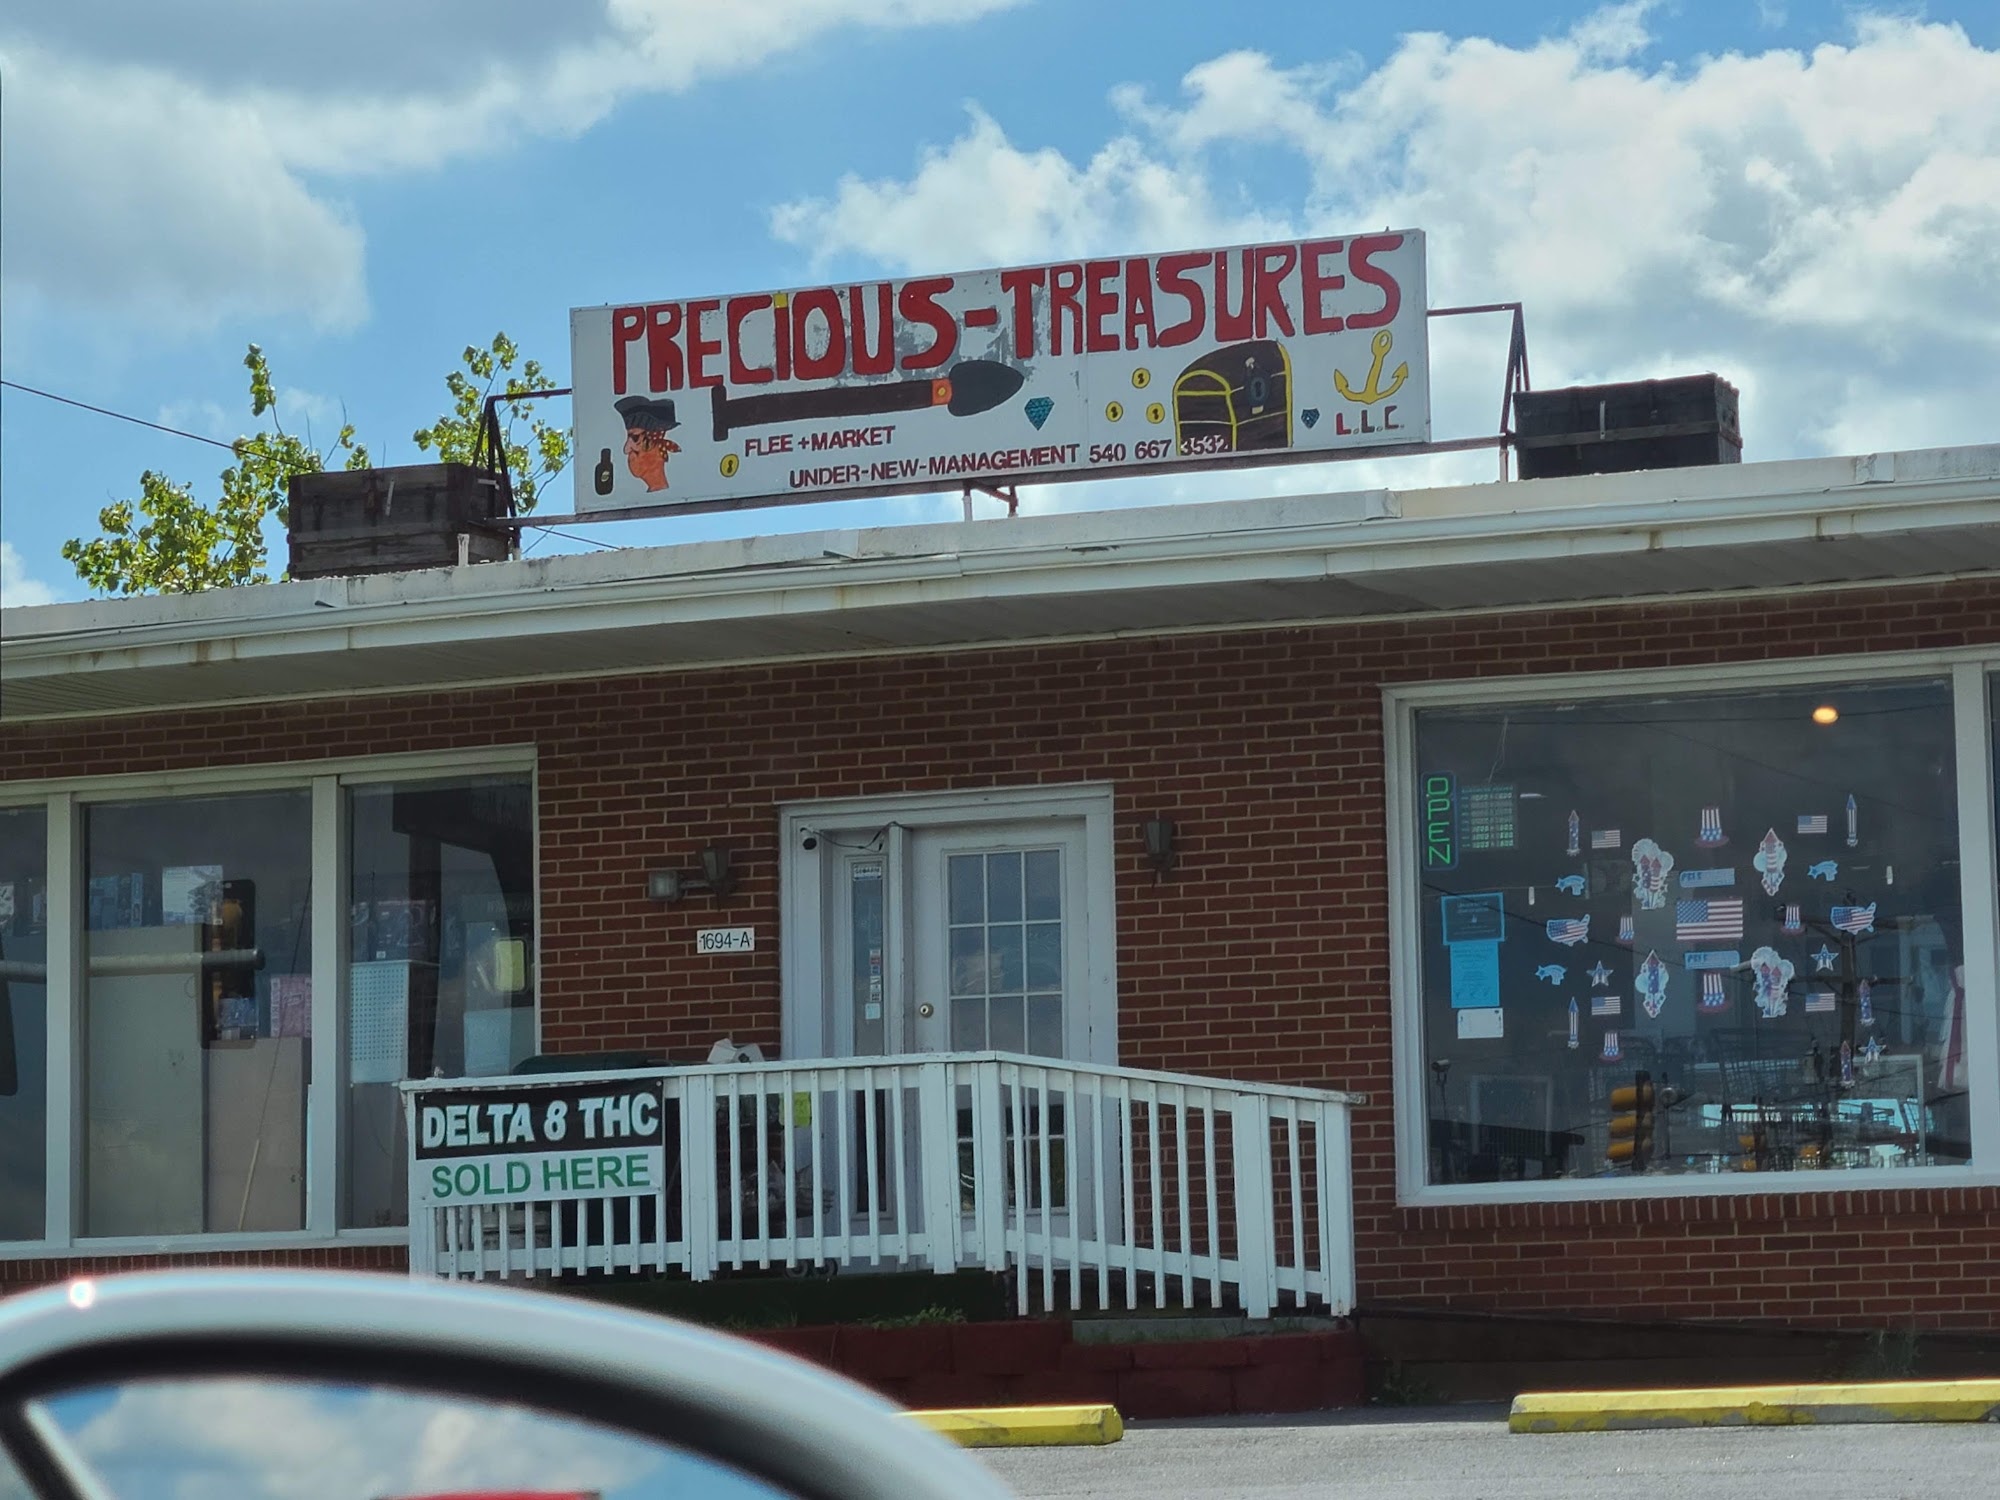 PRECiOUS-TREASURES
FLEE +MARKET
UNDER-NEW-MANAGEMENT 540 667 3532
L.L.C.
OPEN
1694-A
DELTA 8 THC
SOLD HERE